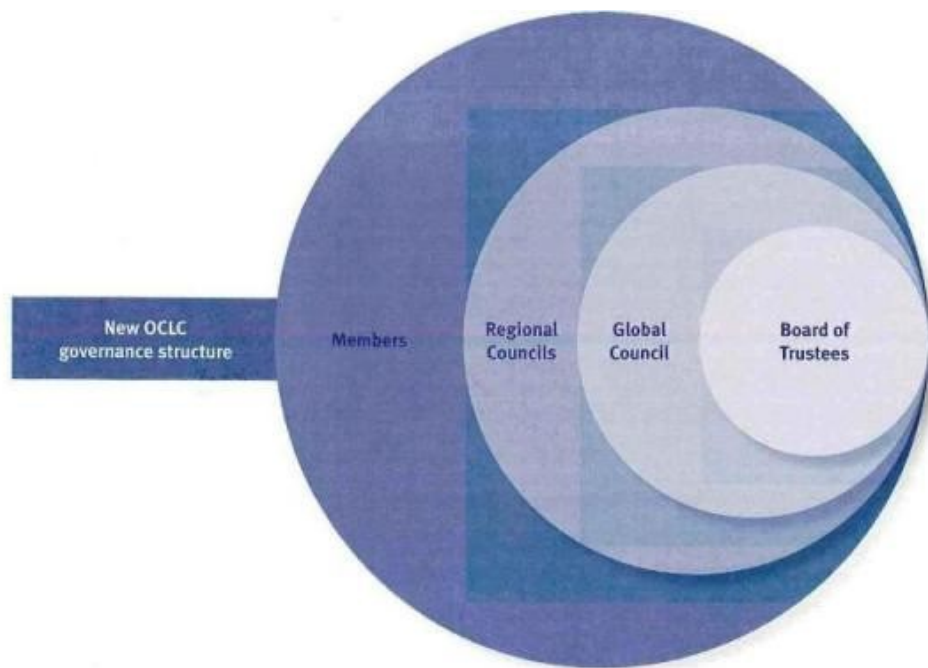 New OCLC
governance structure
Members
Regional
Councils
Global
Council
Board of
Trustees